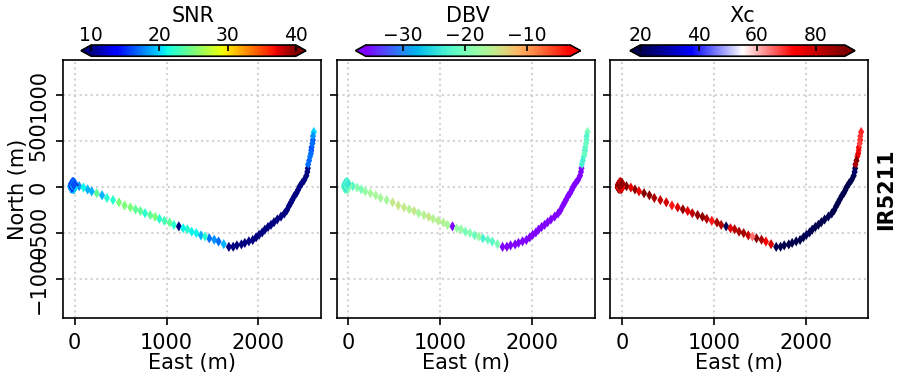 SNR DBV Xc
10 20 30 40 −30 −20 −10 20 40 60 80
North (m)
1000
500
0
−500
−1000
0 1000 2000 0 1000 2000 0 1000 2000
East (m) East (m) East (m)
IR5211